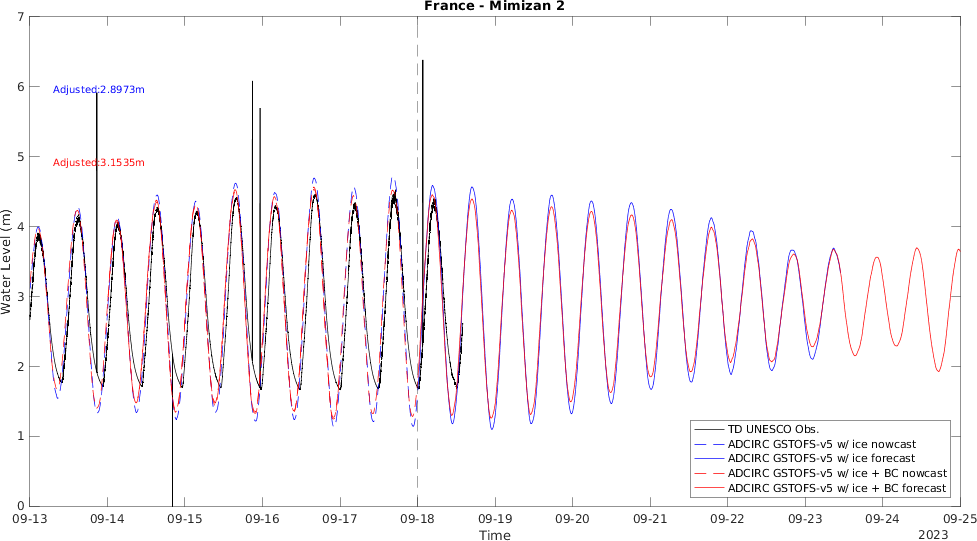 France - Mimizan 2
7
6
5
4
3
2
1
0
Water Level (m)
Adjusted:2.8973m
Adjusted:3.1535m
TD UNESCO Obs.
ADCIRC GSTOFS-v5 w/ ice nowcast
ADCIRC GSTOFS-v5 w/ ice forecast
ADCIRC GSTOFS-v5 w/ ice + BC nowcast
ADCIRC GSTOFS-v5 w/ ice + BC forecast
09-13 09-14 09-15 09-16 09-17 09-18 09-19 09-20 09-21 09-22 09-23 09-24 09-25
Time
2023